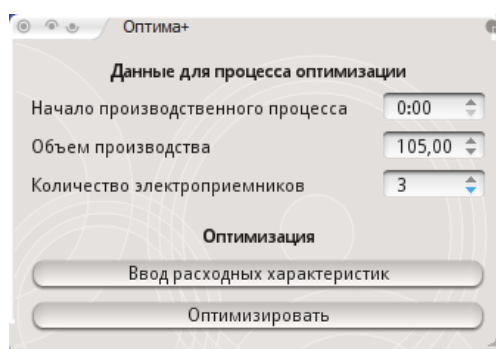 Оптима+
Данные для процесса оптимизации
Начало производственного процесса 0:00
Объем производства 105,00
Количество электроприемников 3
Оптимизация
Ввод расходных характеристик
Оптимизировать